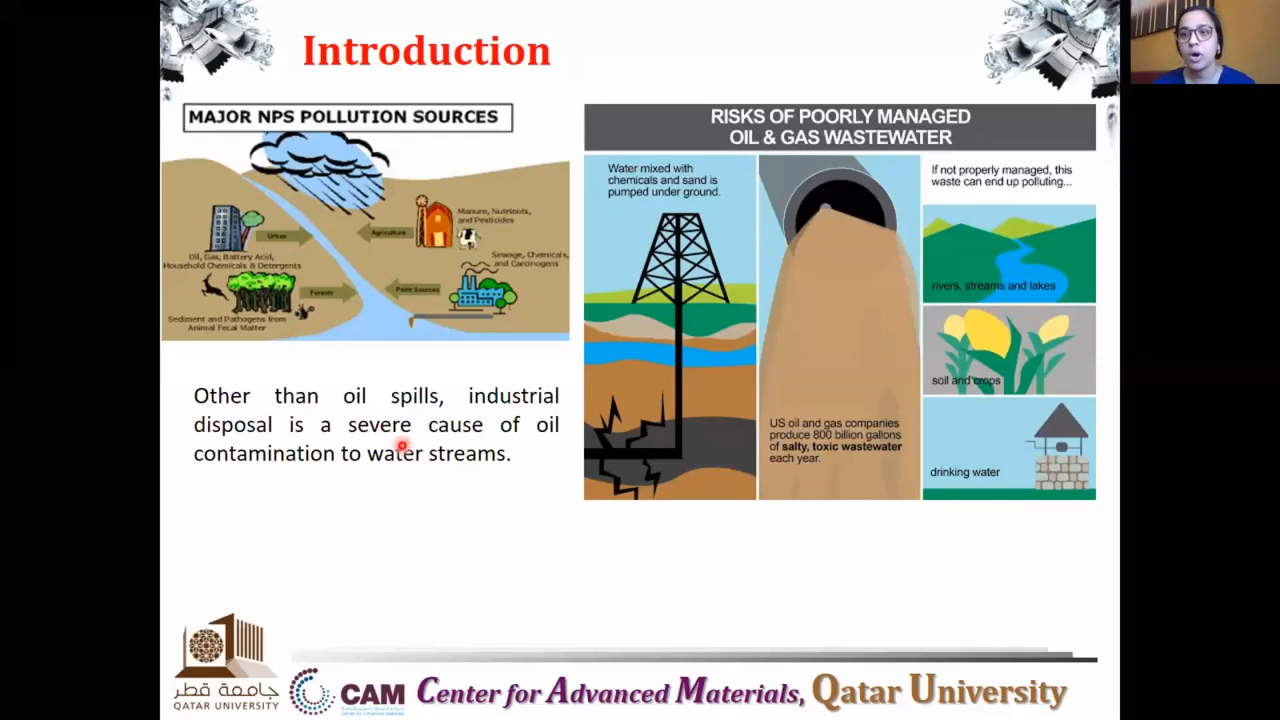 Introduction
MAJOR NPS POLLUTION SOURCES
Urban
Oil, Gas, Battery Acid,
Household Chemicals & Detergents
Forests
Sediment and Pathogens from
Animal Fecal Matter
Agriculture
Manure, Nutrients,
and Pesticides
Sewage, Chemicals,
and Carcinogens
Point Sources
Other than oil spills, industrial
disposal is a severe cause of oil
contamination to water streams.
RISKS OF POORLY MANAGED
OIL & GAS WASTEWATER
Water mixed with
chemicals and sand is
pumped under ground.
US oil and gas companies
produce 800 billion gallons
of salty, toxic wastewater
each year.
If not properly managed, this
waste can end up polluting...
rivers, streams and lakes
soil and crops
drinking water
جامعة قطر
QATAR UNIVERSITY
CAM
Center for Advanced Materials, Qatar University